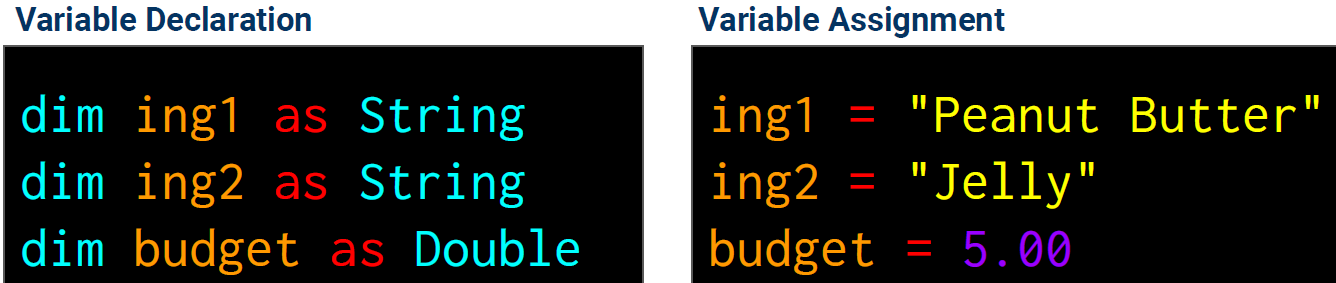 Variable Declaration
dim ing1 as String
dim ing2 as String
dim budget as Double
Variable Assignment
ing1 = "Peanut Butter"
ing2 = "Jelly"
budget = 5.00